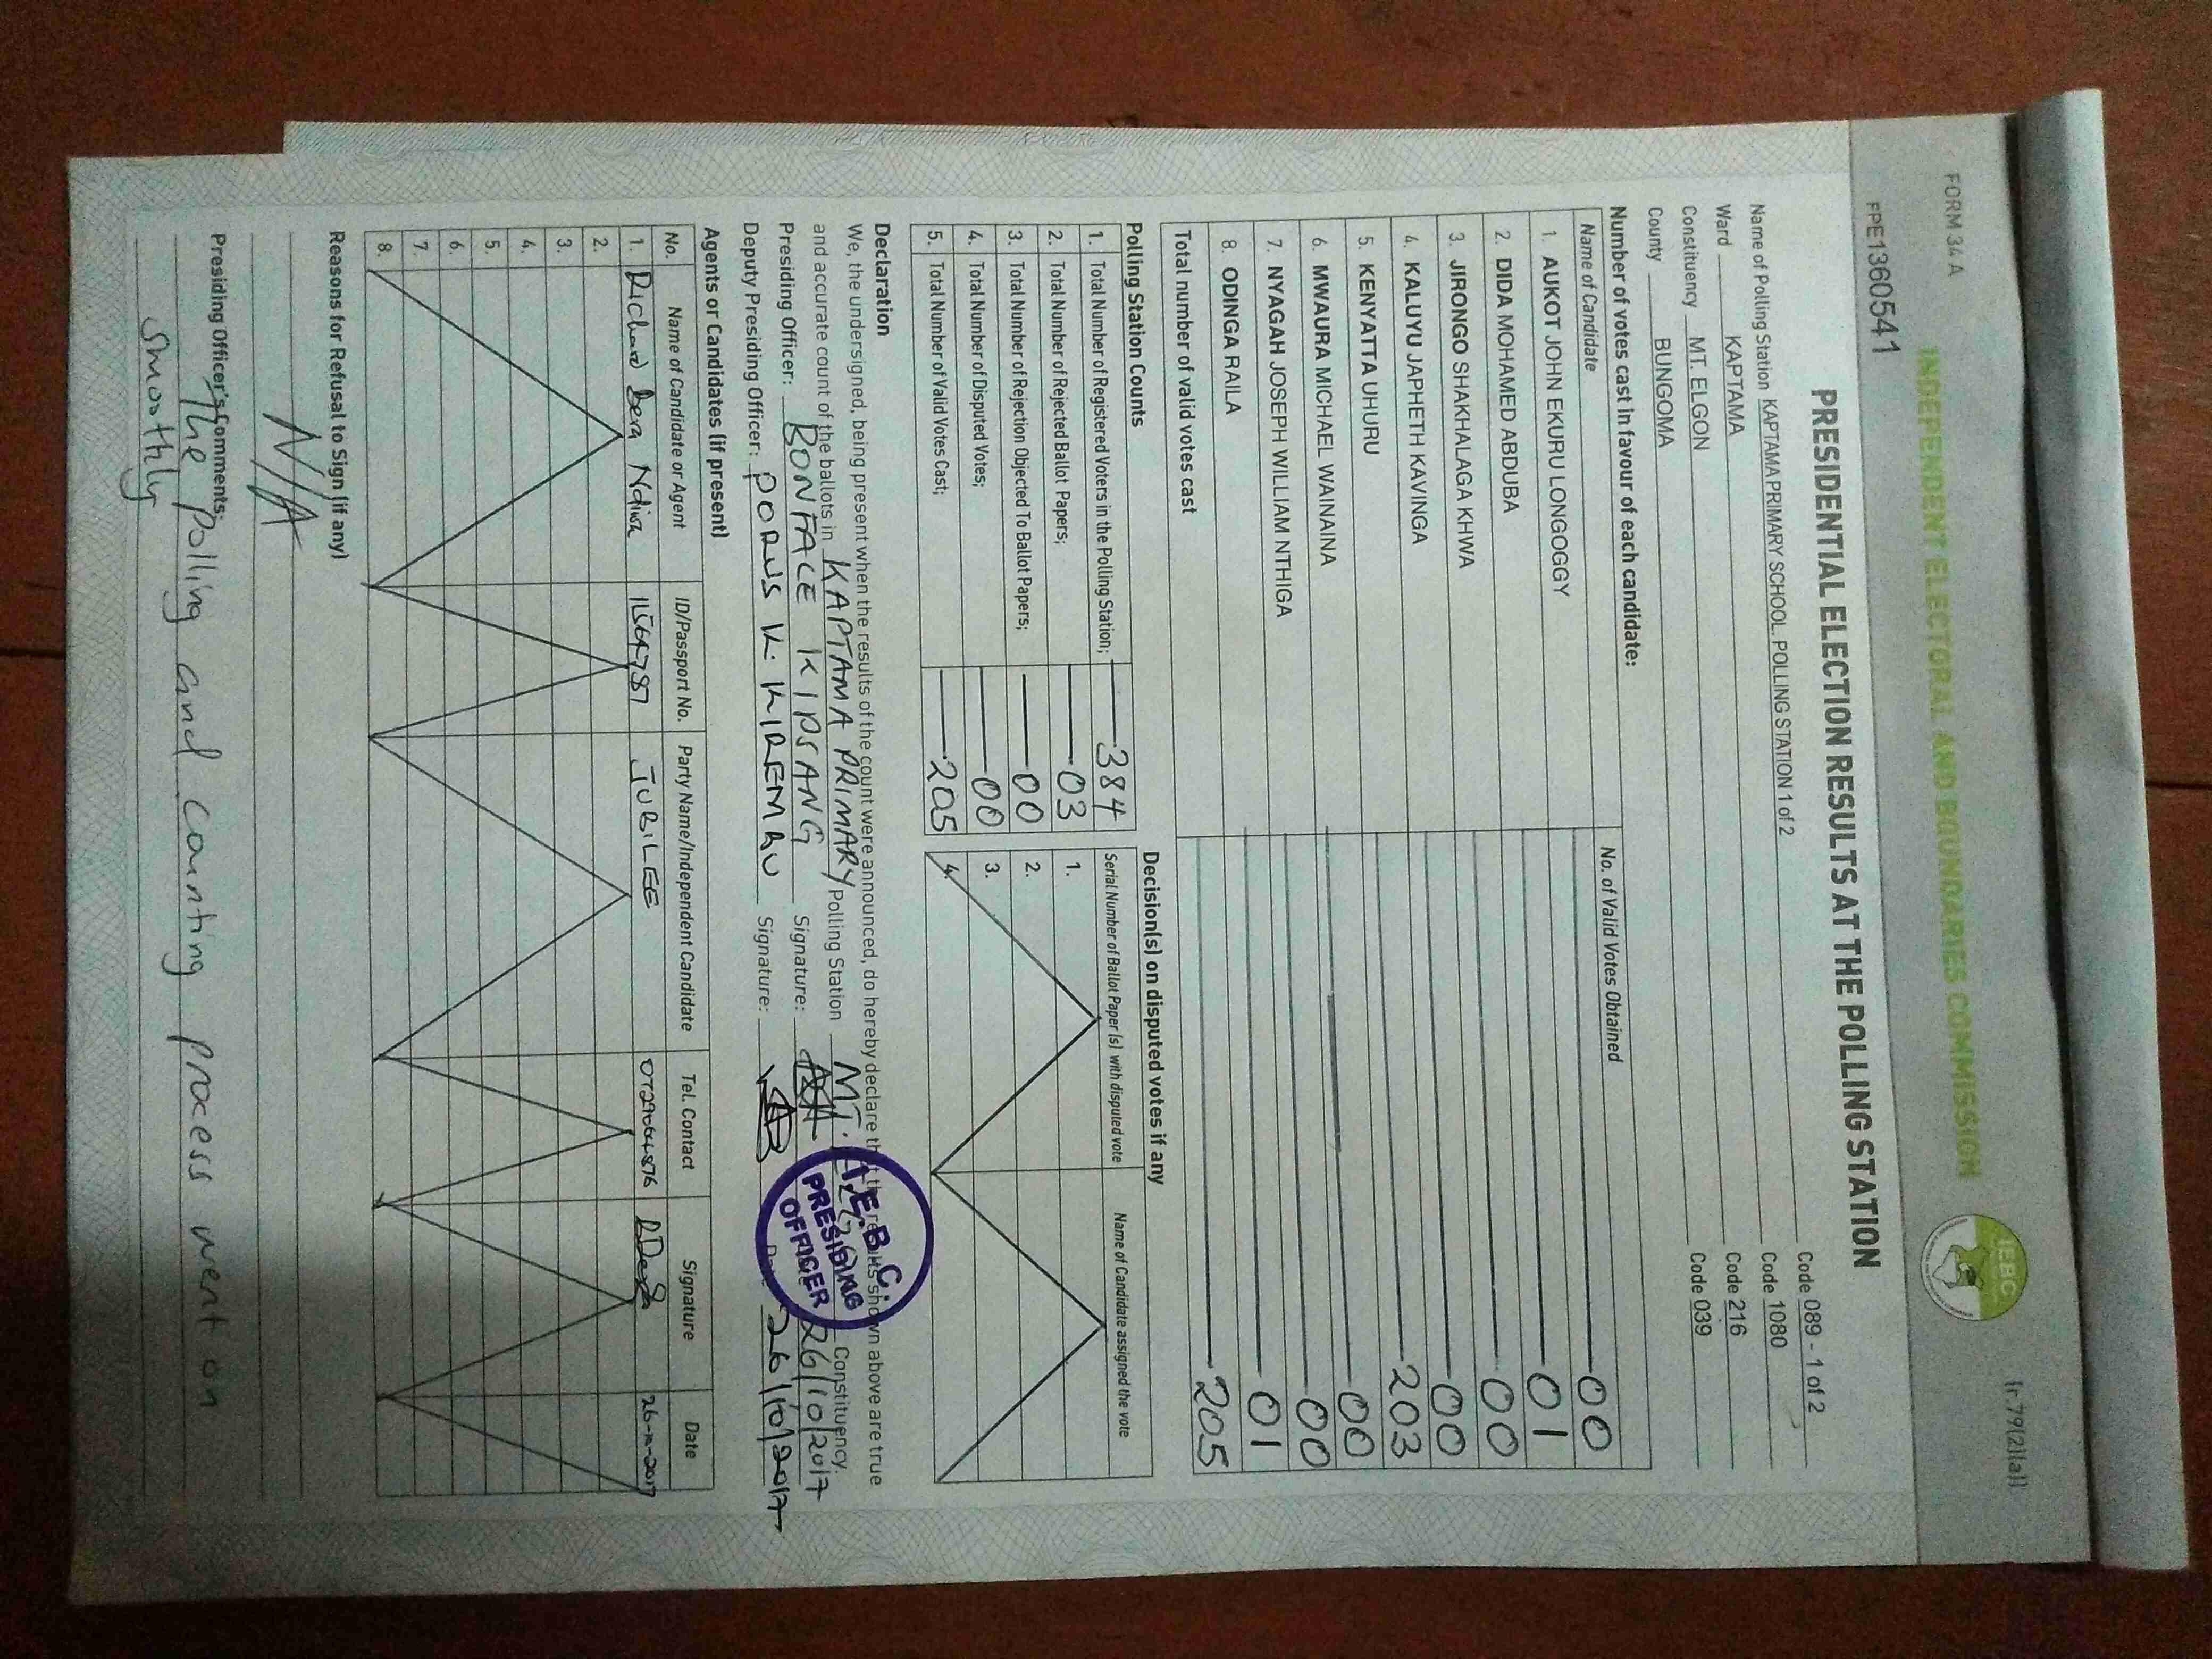 FORM 34 A
(r.79(2)(a))
INDEPENDENT ELECTORAL AND BOUNDARIES COMMISSION
IEBC
FPE1360541
PRESIDENTIAL ELECTION RESULTS AT THE POLLING STATION
Name of Polling Station KAPTAMA PRIMARY SCHOOL. POLLING STATION 1 of 2 Code 089 - 1 of 2
Ward KAPTAMA Code 1080
Constituency MT. ELGON Code 216
County BUNGOMA Code 039
Number of votes cast in favour of each candidate:
Name of Candidate No. of Valid Votes Obtained
1. AUKOT JOHN EKURU LONGOGGY 00
2. DIDA MOHAMED ABDUBA 01
3. JIRONGO SHAKHALAGA KHWA 00
4. KALUYU JAPHETH KAVINGA 00
5. KENYATTA UHURU 203
6. MWAURA MICHAEL WAINAINA 00
7. NYAGAH JOSEPH WILLIAM NTHIGA 00
8. ODINGA RAILA 01
Total number of valid votes cast 205
Polling Station Counts
1. Total Number of Registered Voters in the Polling Station; 384
2. Total Number of Rejected Ballot Papers; 03
3. Total Number of Rejection Objected To Ballot Papers; 00
4. Total Number of Disputed Votes; 00
5. Total Number of Valid Votes Cast; 205
Decision(s) on disputed votes if any
Serial Number of Ballot Paper (s) with disputed vote Name of Candidate assigned the vote
1.
2.
3.
4.
Declaration
We, the undersigned, being present when the results of the count were announced, do hereby declare that the results shown above are true
and accurate count of the ballots in KAPTAMA PRIMARY Polling Station MT. ELGON Constituency.
Presiding Officer: BONFACE KIPSANG Signature: 26/10/2017
Deputy Presiding Officer: PORUS K. KIREMBU Signature: Date 26/10/2017
I.E.B.C.
PRESIDING
OFFICER
Agents or Candidates (if present)
No. Name of Candidate or Agent ID/Passport No. Party Name/Independent Candidate Tel. Contact Signature Date
1. Richard Bera Ndiwa JUBILEE 26-10-2017
2.
3.
4.
5.
6.
7.
8.
Reasons for Refusal to Sign (if any)
N/A
Presiding Officer's Comments:
The polling and counting process went on
smoothly